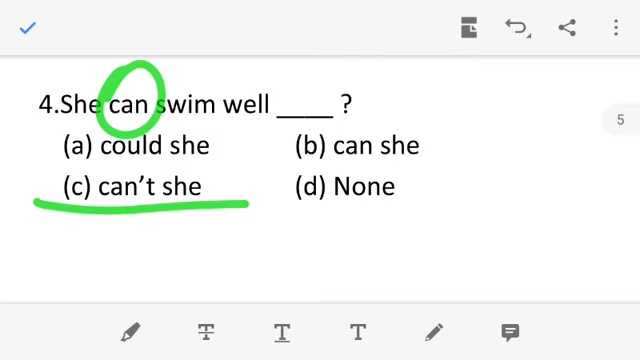 4.She can swim well ____ ?
(a) could she (b) can she
(c) can't she (d) None
5
T T T